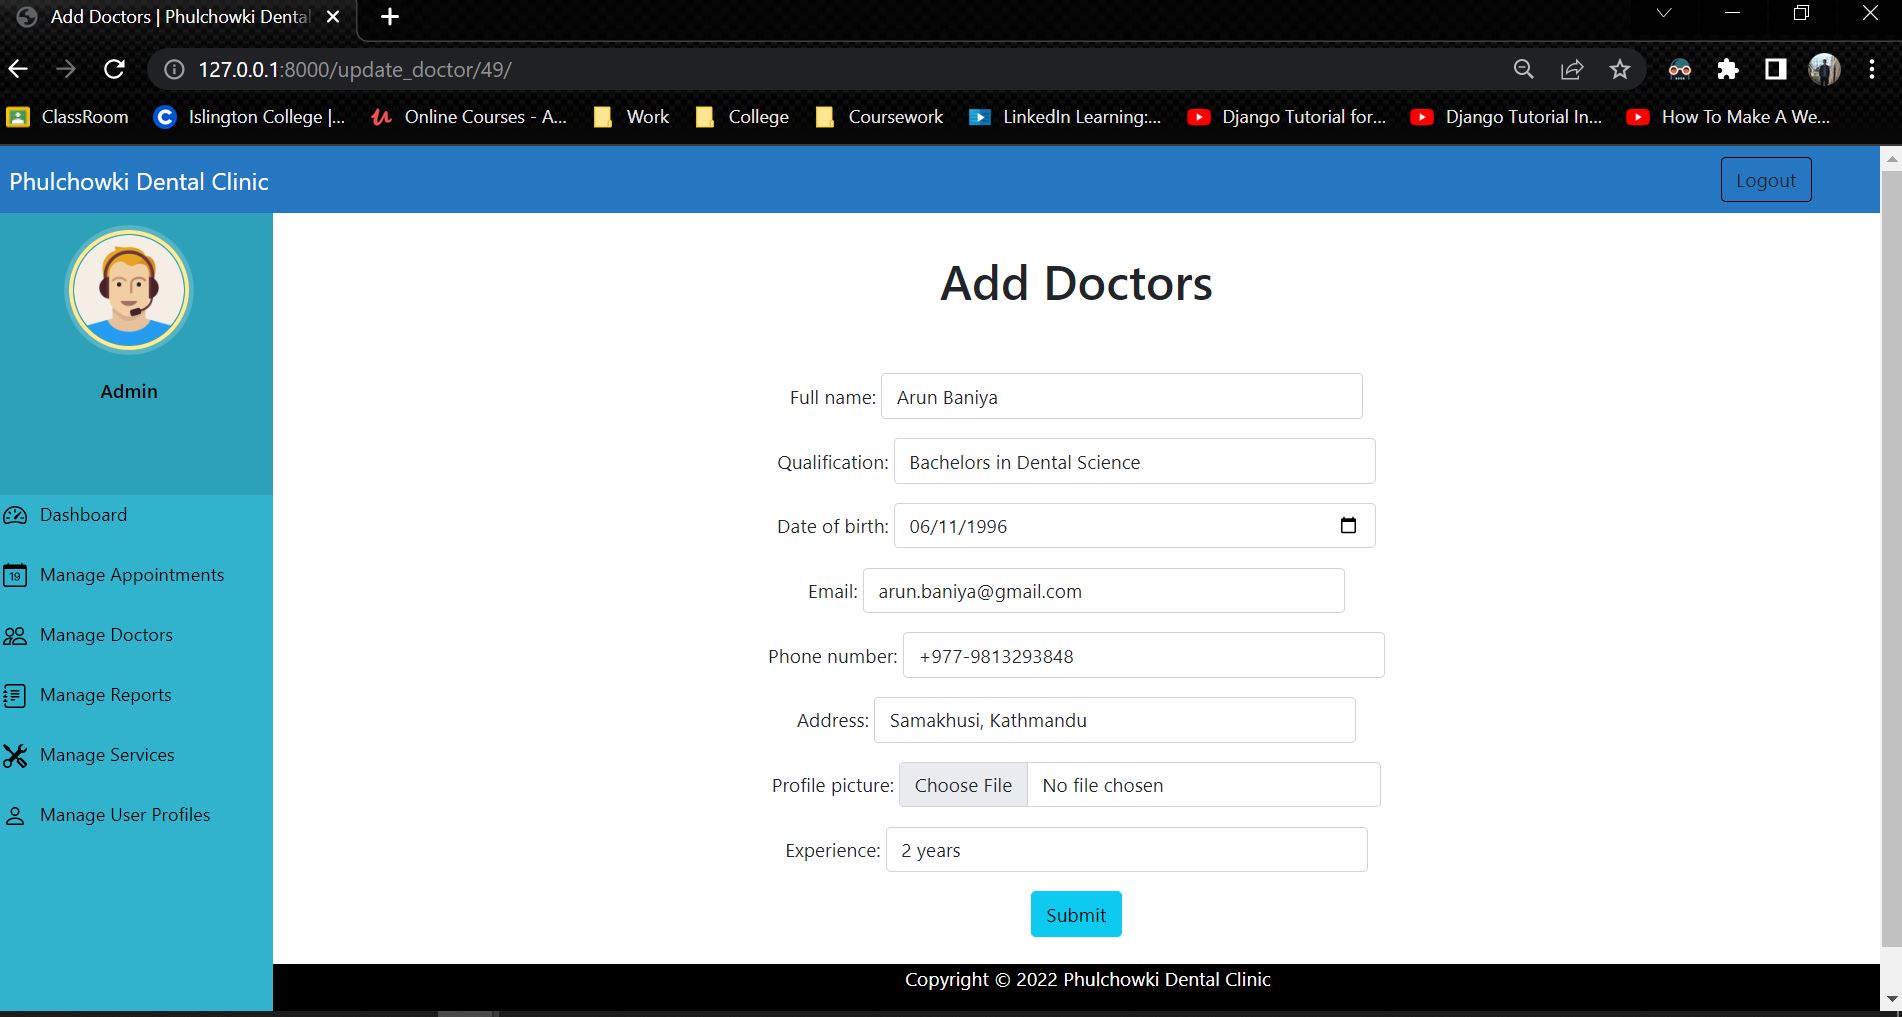 Add Doctors | Phulchowki Dental
127.0.0.1:8000/update_doctor/49/
ClassRoom
Islington College |...
Online Courses - A...
Work
College
Coursework
LinkedIn Learning:...
Django Tutorial for...
Django Tutorial In...
How To Make A We...
Phulchowki Dental Clinic
Logout
Admin
Dashboard
19
Manage Appointments
Manage Doctors
Manage Reports
Manage Services
Manage User Profiles
Add Doctors
Full name: Arun Baniya
Qualification: Bachelors in Dental Science
Date of birth: 06/11/1996
Email: arun.baniya@gmail.com
Phone number: +977-9813293848
Address: Samakhusi, Kathmandu
Profile picture: Choose File No file chosen
Experience: 2 years
Submit
Copyright © 2022 Phulchowki Dental Clinic